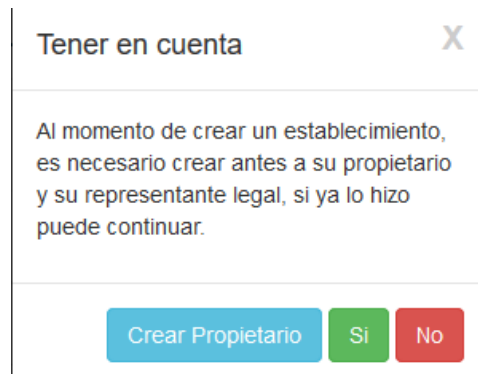 Tener en cuenta X
Al momento de crear un establecimiento,
es necesario crear antes a su propietario
y su representante legal, si ya lo hizo
puede continuar.
Crear Propietario Si No